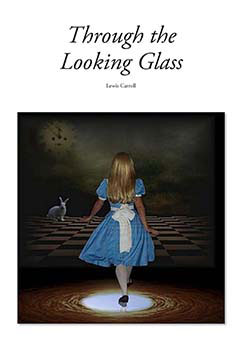 Through the
Looking Glass
Lewis Carroll